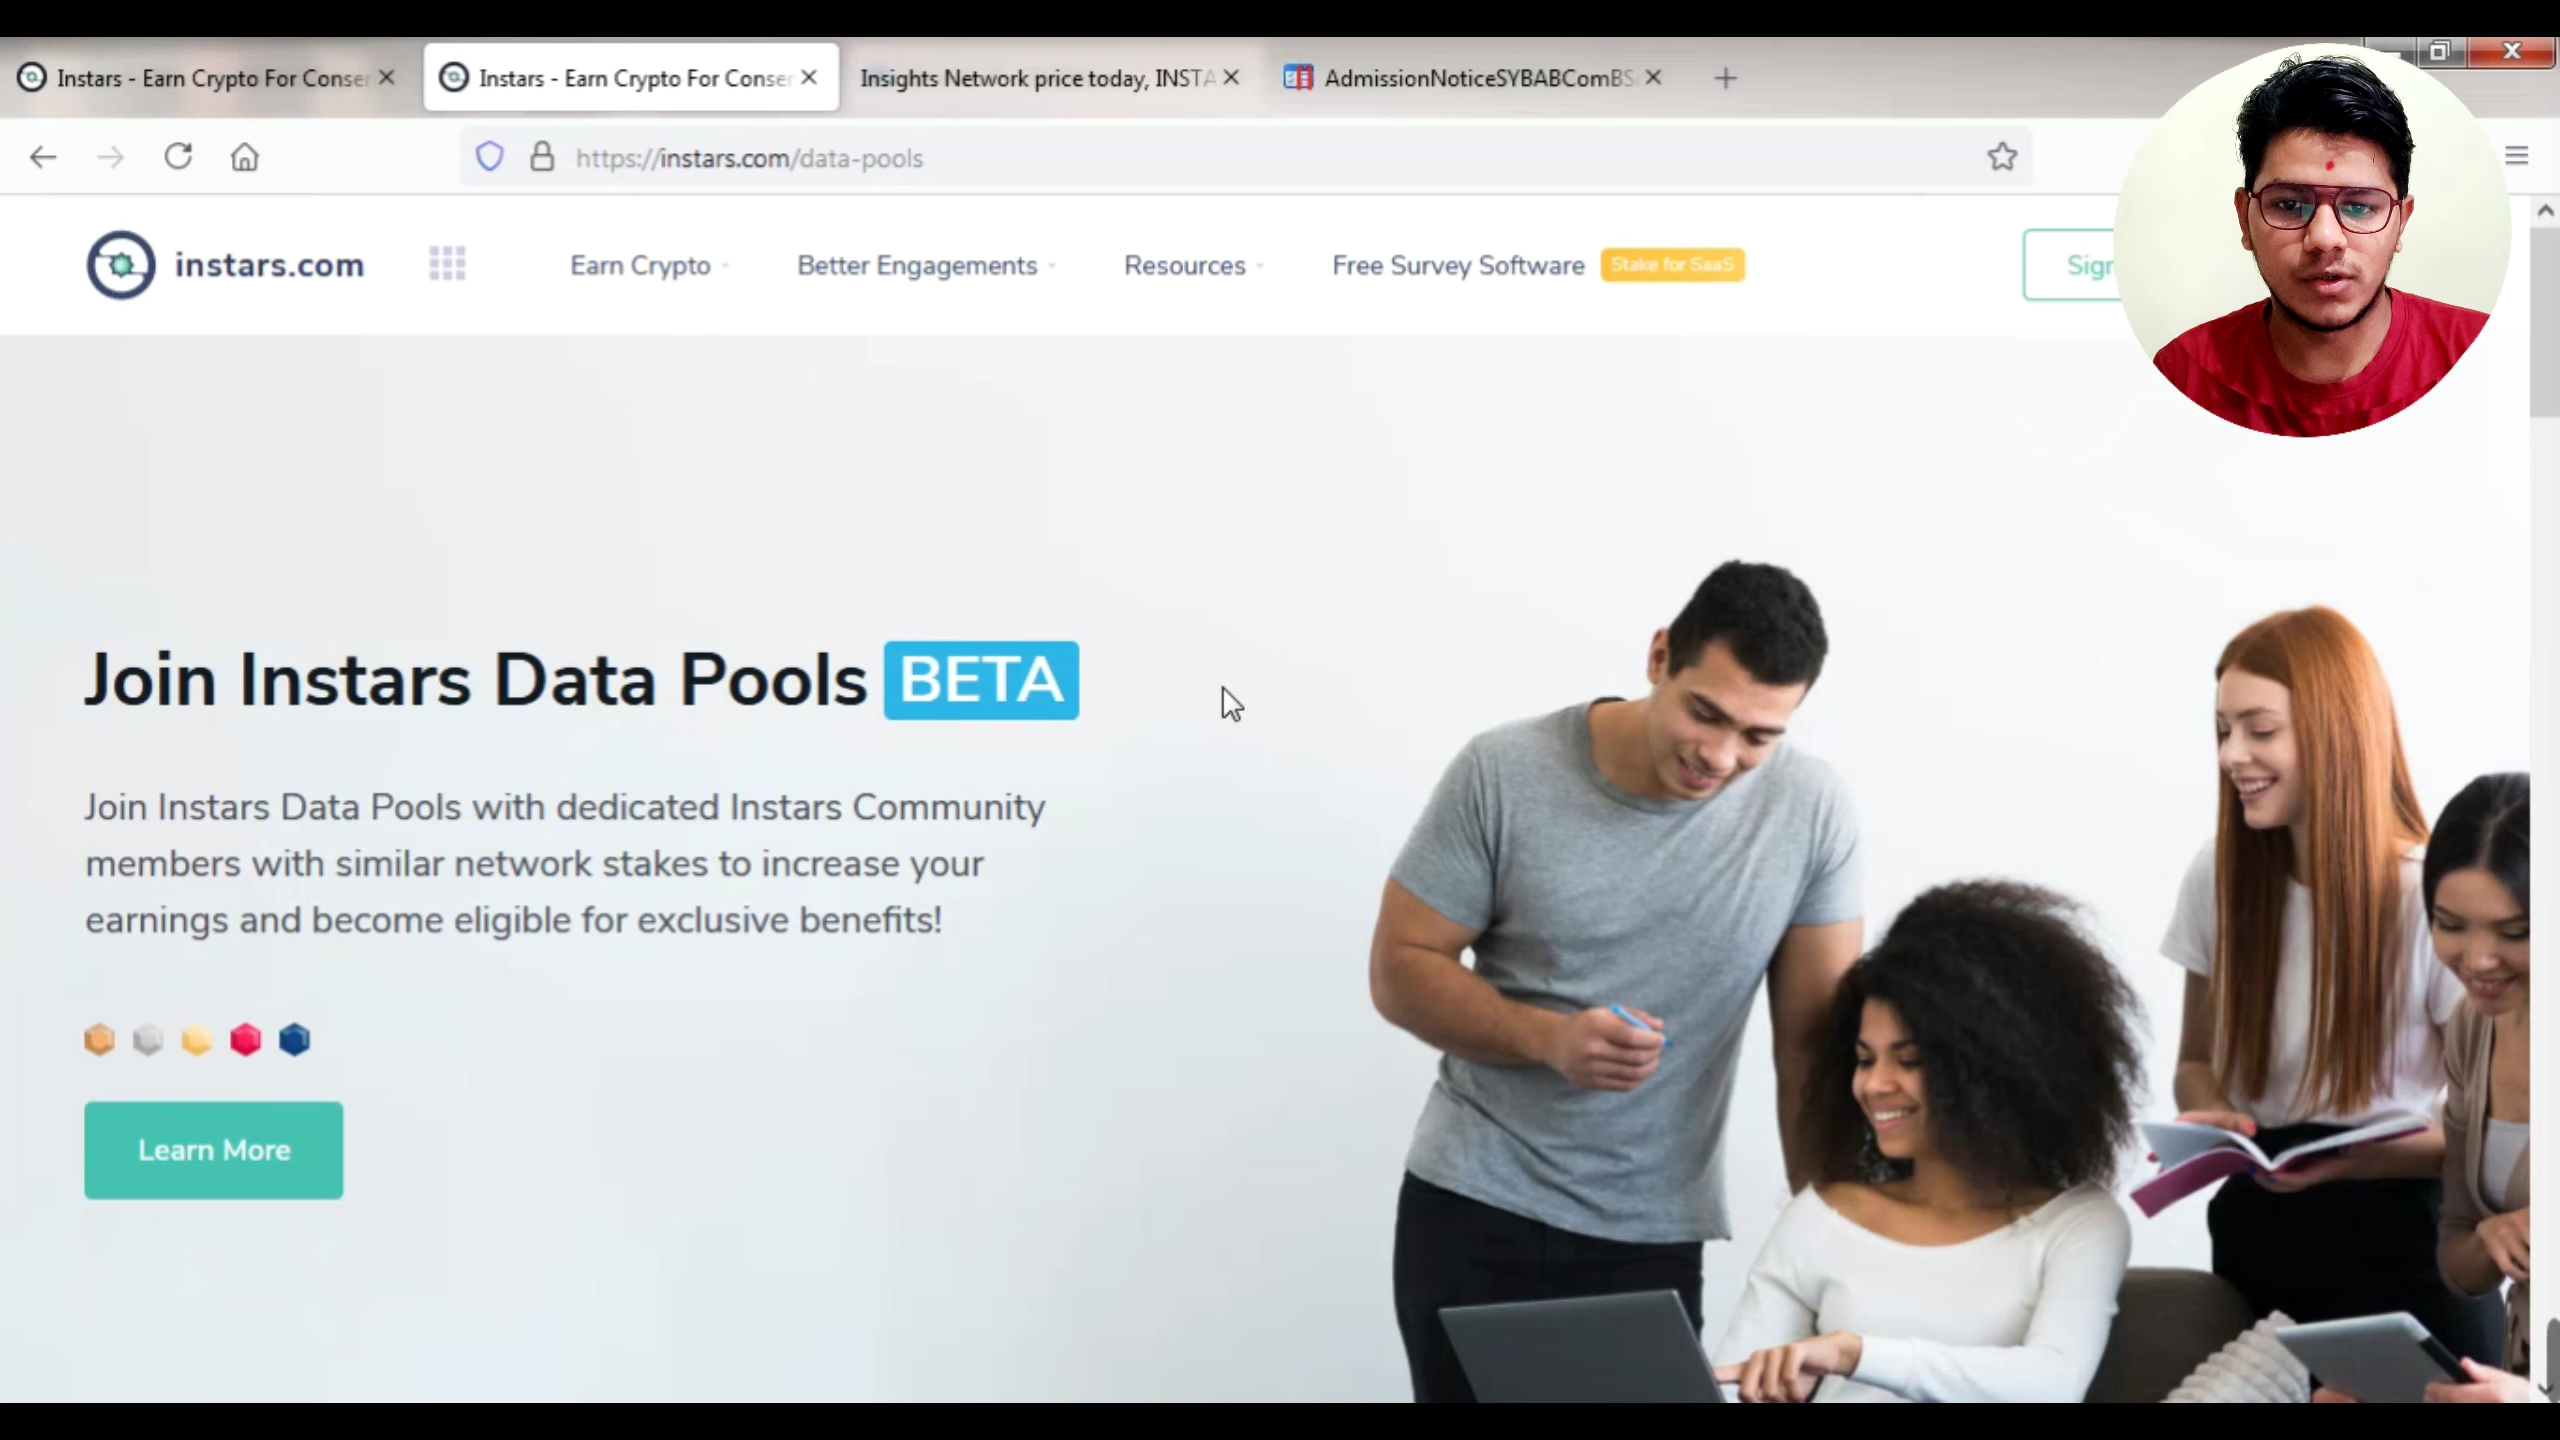 Instars - Earn Crypto For Conser
Instars - Earn Crypto For Conser
Insights Network price today, INSTA
AdmissionNoticeSYBABComBS
https://instars.com/data-pools
instars.com
Earn Crypto
Better Engagements
Resources
Free Survey Software
Stake for SaaS
Sign
Join Instars Data Pools BETA
Join Instars Data Pools with dedicated Instars Community
members with similar network stakes to increase your
earnings and become eligible for exclusive benefits!
Learn More